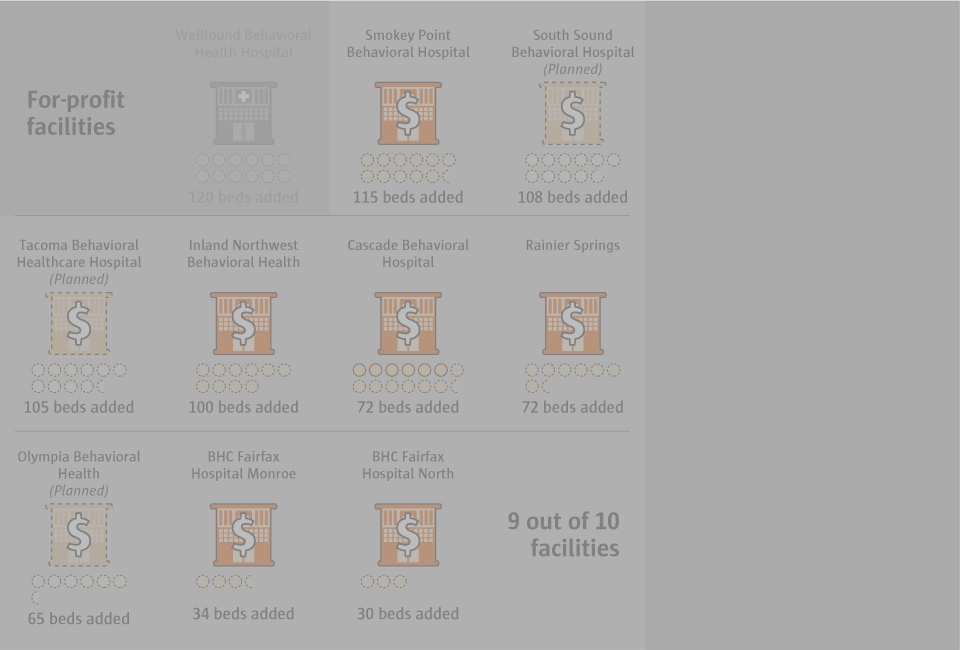 For-profit
facilities
Wellfound Behavioral
Health Hospital
120 beds added
Smokey Point
Behavioral Hospital
$
115 beds added
South Sound
Behavioral Hospital
(Planned)
$
108 beds added
Tacoma Behavioral
Healthcare Hospital
(Planned)
$
105 beds added
Inland Northwest
Behavioral Health
$
100 beds added
Cascade Behavioral
Hospital
$
72 beds added
Rainier Springs
$
72 beds added
Olympia Behavioral
Health
(Planned)
$
65 beds added
BHC Fairfax
Hospital Monroe
$
34 beds added
BHC Fairfax
Hospital North
$
30 beds added
9 out of 10
facilities